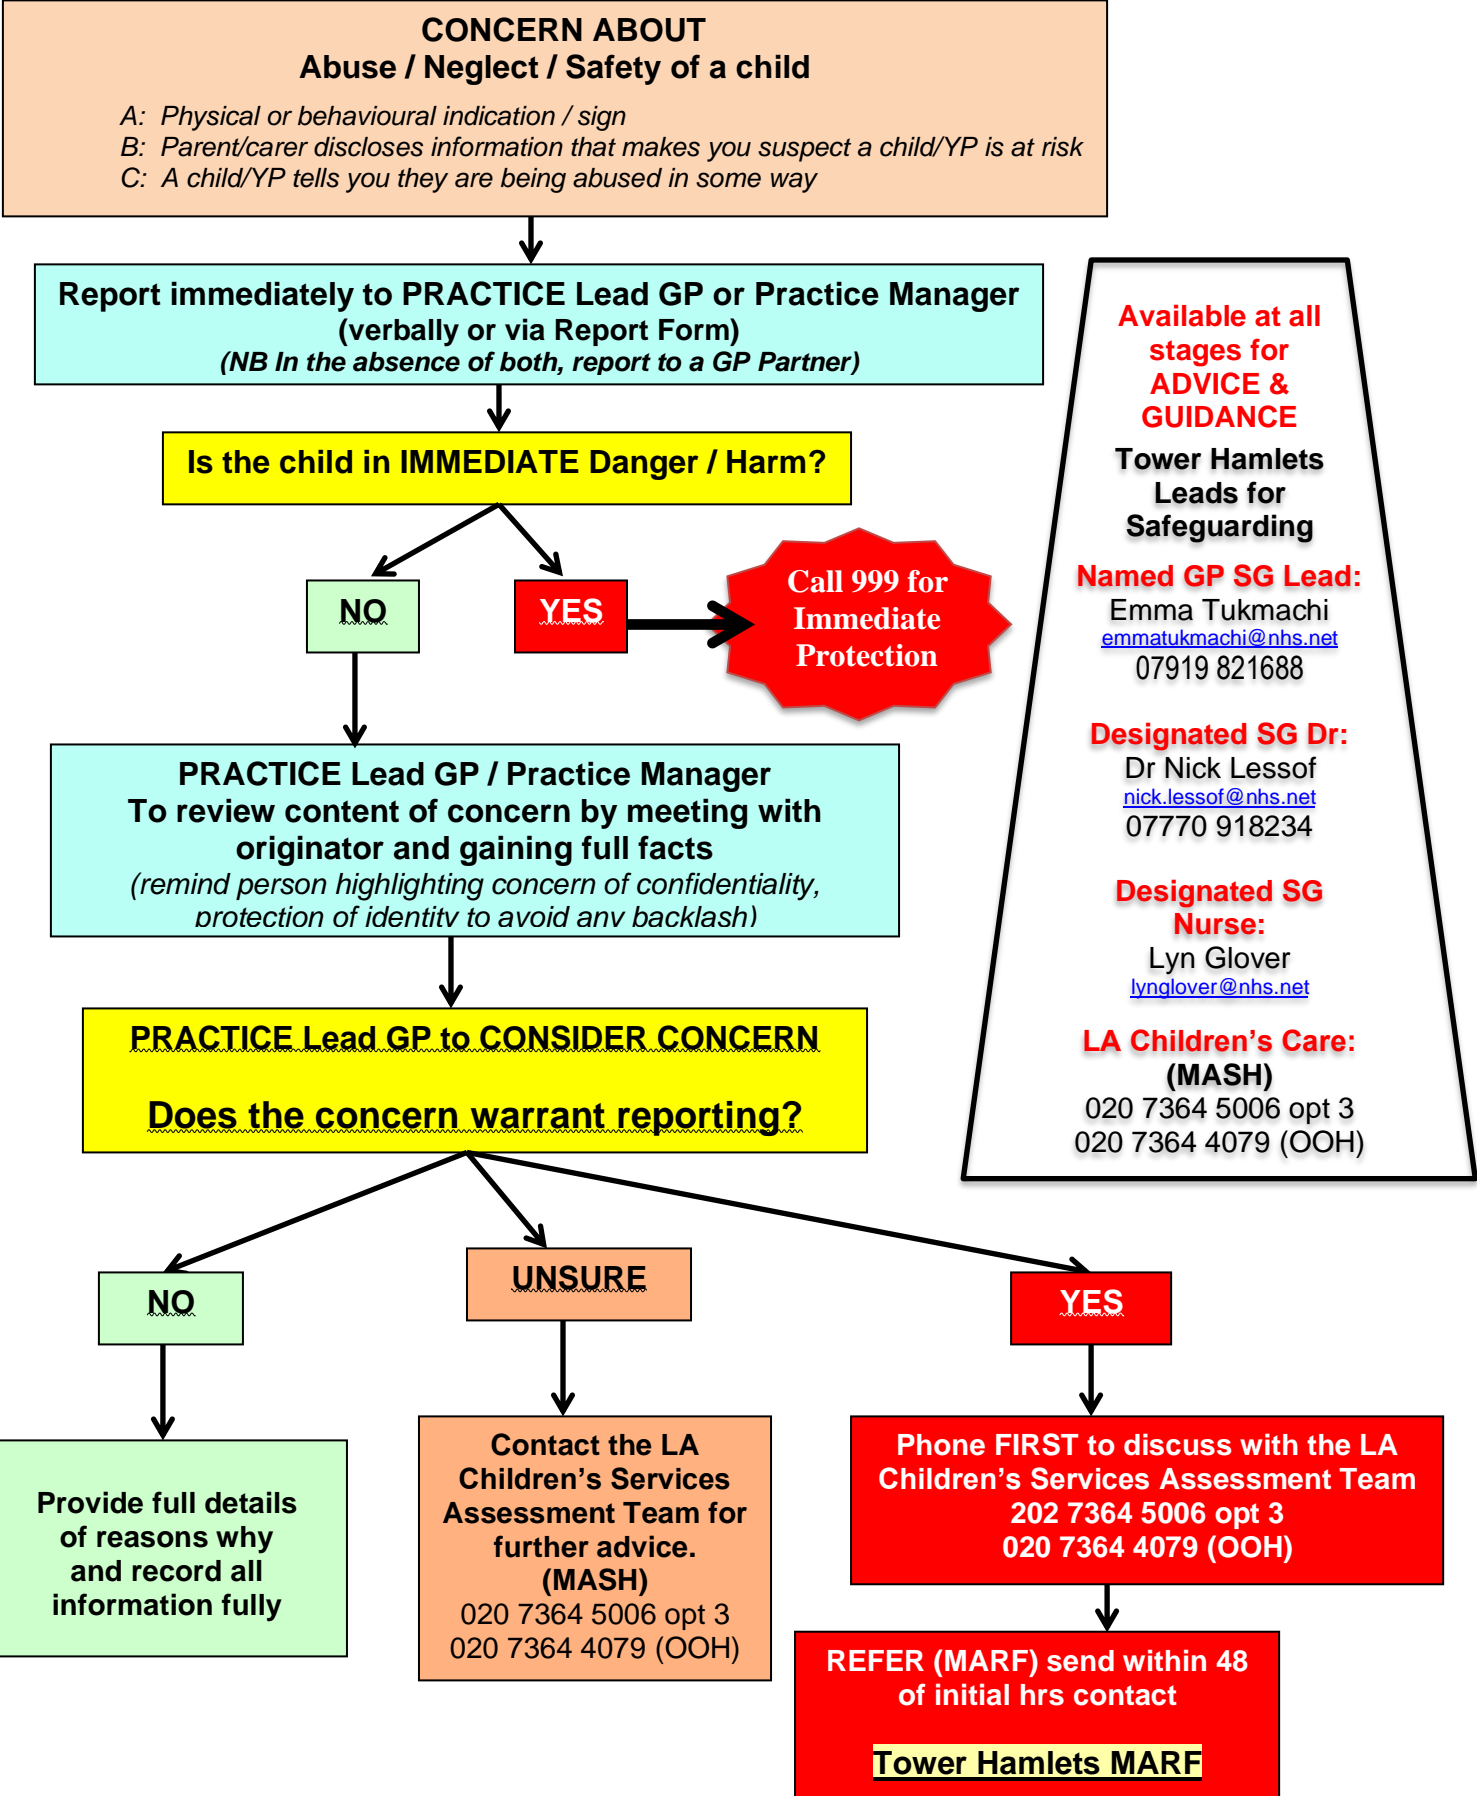 CONCERN ABOUT
Abuse / Neglect / Safety of a child
A: Physical or behavioural indication / sign
B: Parent/carer discloses information that makes you suspect a child/YP is at risk
C: A child/YP tells you they are being abused in some way
Report immediately to PRACTICE Lead GP or Practice Manager
(verbally or via Report Form)
(NB In the absence of both, report to a GP Partner)
Is the child in IMMEDIATE Danger / Harm?
NO
YES
Call 999 for
Immediate
Protection
PRACTICE Lead GP / Practice Manager
To review content of concern by meeting with
originator and gaining full facts
(remind person highlighting concern of confidentiality,
protection of identity to avoid any backlash)
PRACTICE Lead GP to CONSIDER CONCERN
Does the concern warrant reporting?
NO
UNSURE
YES
Provide full details
of reasons why
and record all
information fully
Contact the LA
Children's Services
Assessment Team for
further advice.
(MASH)
020 7364 5006 opt 3
020 7364 4079 (OOH)
Phone FIRST to discuss with the LA
Children's Services Assessment Team
202 7364 5006 opt 3
020 7364 4079 (OOH)
REFER (MARF) send within 48
of initial hrs contact
Tower Hamlets MARF
Available at all
stages for
ADVICE &
GUIDANCE
Tower Hamlets
Leads for
Safeguarding
Named GP SG Lead:
Emma Tukmachi
emmatukmachi@nhs.net
07919 821688
Designated SG Dr:
Dr Nick Lessof
nick.lessof@nhs.net
07770 918234
Designated SG
Nurse:
Lyn Glover
lynglover@nhs.net
LA Children's Care:
(MASH)
020 7364 5006 opt 3
020 7364 4079 (OOH)